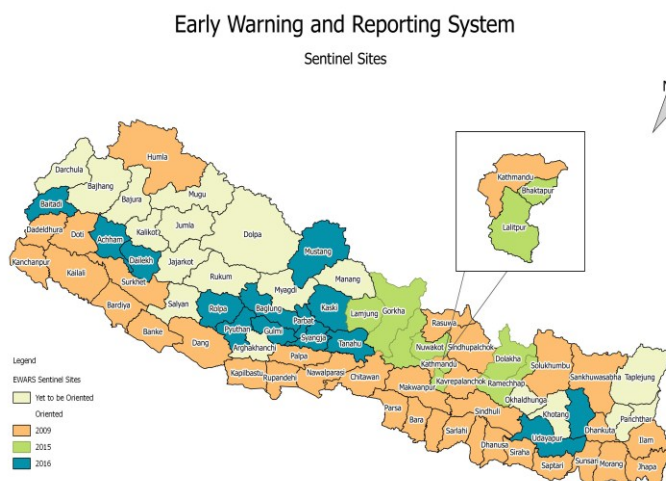 Early Warning and Reporting System
Sentinel Sites
N
Humla
Darchula
Bajhang
Mugu
Bajura
Baitadi
Dadeldhura
Doti
Achham
Kalikot
Jumla
Dolpa
Mustang
Kanchanpur
Kailali
Dailekh
Jajarkot
Surkhet
Rukum
Manang
Myagdi
Bardiya
Salyan
Rolpa
Baglung
Kaski
Lamjung
Gorkha
Banke
Dang
Pyuthan
Gulmi
Parbat
Syangja
Tanahu
Arghakhanchi
Palpa
Kapilbastu
Rupandehi
Nawalparasi
Chitawan
Kathmandu
Bhaktapur
Lalitpur
Rasuwa
Nuwakot
Sindhupalchok
Dolakha
Kathmandu
Kavrepalanchok
Ramechhap
Makwanpur
Solukhumbu
Sankhuwasabha
Taplejung
Okhaldhunga
Khotang
Panchthar
Parsa
Bara
Sarlahi
Sindhuli
Dhanusa
Siraha
Udayapur
Dhankuta
Ilam
Saptari
Sunsari
Morang
Jhapa
Legend
EWARS Sentinel Sites
Yet to be Oriented
Oriented
2009
2015
2016